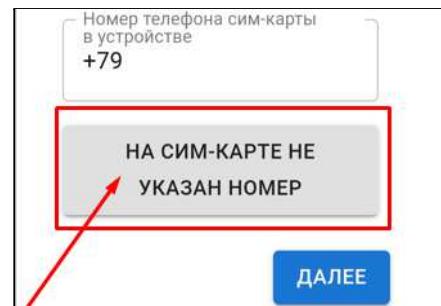 Номер телефона сим-карты
в устройстве
+79
НА СИМ-КАРТЕ НЕ
УКАЗАН НОМЕР
ДАЛЕЕ